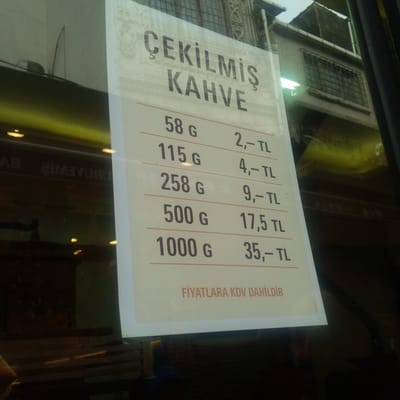 ÇEKİLMİŞ
KAHVE
58 G 2,– TL
115 G 4,– TL
258 G 9,– TL
500 G 17,5 TL
1000 G 35,– TL
FİYATLARA KDV DAHİLDİR